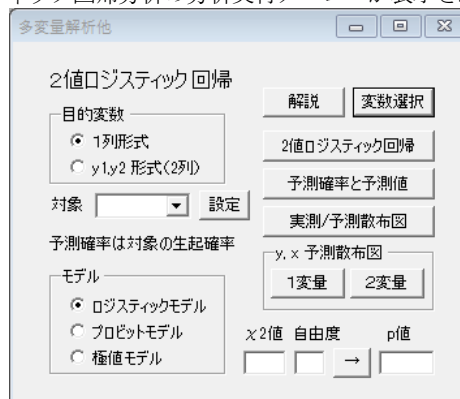 多変量解析他
2値ロジスティック回帰
目的変数
1列形式
y1,y2 形式(2列)
対象
設定
予測確率は対象の生起確率
モデル
ロジスティックモデル
プロビットモデル
極値モデル
解説 変数選択
2値ロジスティック回帰
予測確率と予測値
実測/予測散布図
y, x 予測散布図
1変量 2変量
χ2値 自由度 p値
→